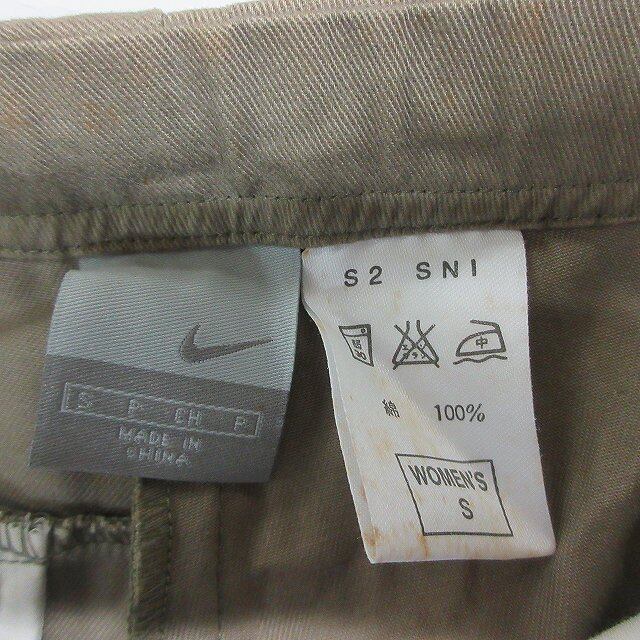 S P CH P
MADE IN
CHINA
S2 SNI
中
綿 100%
WOMEN'S
S